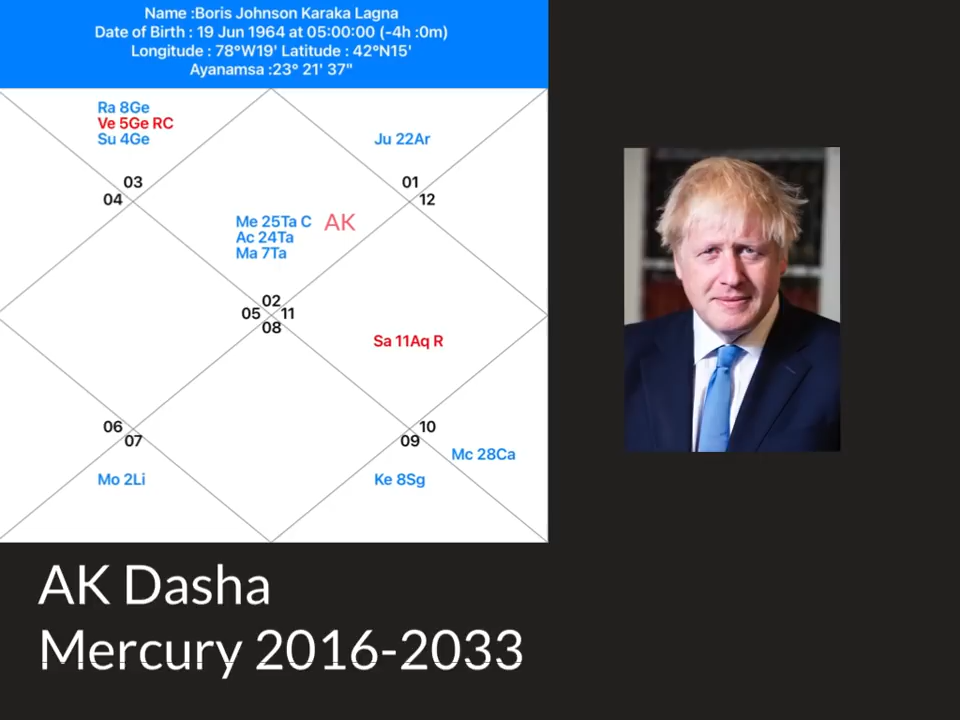 Name :Boris Johnson Karaka Lagna
Date of Birth : 19 Jun 1964 at 05:00:00 (-4h :0m)
Longitude : 78°W19' Latitude : 42°N15'
Ayanamsa :23° 21' 37"
Ra 8Ge
Ve 5Ge RC
Su 4Ge
Ju 22Ar
03
04
01
12
Me 25Ta C AK
Ac 24Ta
Ma 7Ta
02
05 11
08
Sa 11Aq R
06
07
10
09
Mc 28Ca
Mo 2Li
Ke 8Sg
AK Dasha
Mercury 2016-2033